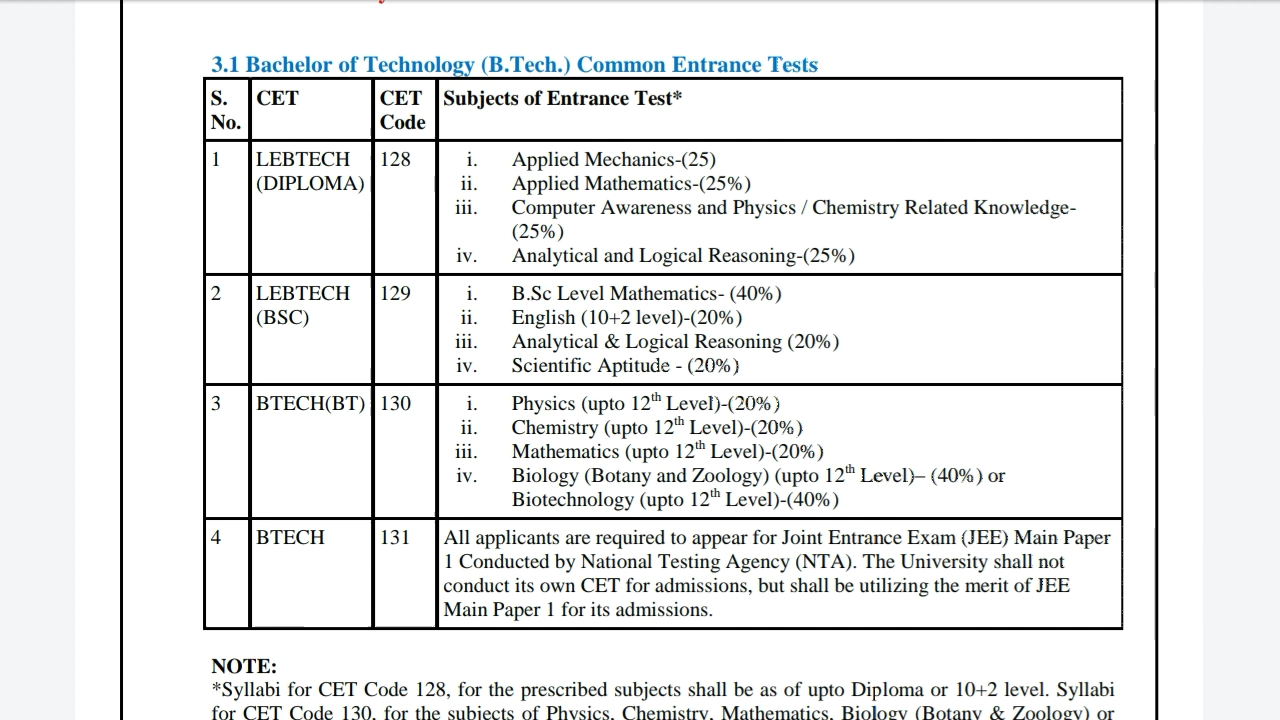 3.1 Bachelor of Technology (B.Tech.) Common Entrance Tests
S. No. CET CET Code Subjects of Entrance Test*
1 LEBTECH (DIPLOMA) 128
i. Applied Mechanics-(25)
ii. Applied Mathematics-(25%)
iii. Computer Awareness and Physics / Chemistry Related Knowledge-
(25%)
iv. Analytical and Logical Reasoning-(25%)
2 LEBTECH (BSC) 129
i. B.Sc Level Mathematics- (40%)
ii. English (10+2 level)-(20%)
iii. Analytical & Logical Reasoning (20%)
iv. Scientific Aptitude - (20%)
3 BTECH(BT) 130
i. Physics (upto 12th Level)-(20%)
ii. Chemistry (upto 12th Level)-(20%)
iii. Mathematics (upto 12th Level)-(20%)
iv. Biology (Botany and Zoology) (upto 12th Level)– (40%) or
Biotechnology (upto 12th Level)-(40%)
4 BTECH 131
All applicants are required to appear for Joint Entrance Exam (JEE) Main Paper
1 Conducted by National Testing Agency (NTA). The University shall not
conduct its own CET for admissions, but shall be utilizing the merit of JEE
Main Paper 1 for its admissions.
NOTE:
*Syllabi for CET Code 128, for the prescribed subjects shall be as of upto Diploma or 10+2 level. Syllabi
for CET Code 130, for the subjects of Physics, Chemistry, Mathematics, Biology (Botany & Zoology) or